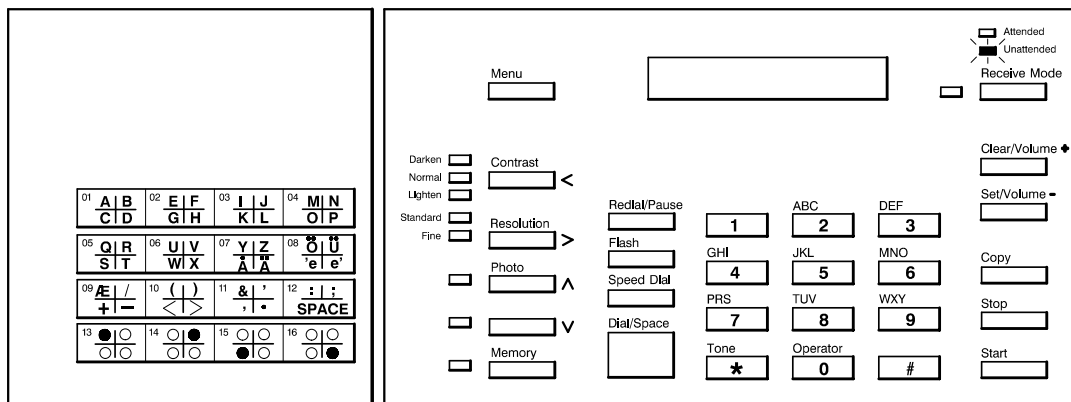 01 A B C D
02 E F G H
03 I J K L
04 M N O P
05 Q R S T
06 U V W X
07 Y Z Å Ä
08 Ö Ü 'e e'
09 Æ / + −
10 ( ) < >
11 & ' , •
12 : ; SPACE
13
14
15
16
Attended
Unattended
Receive Mode
Menu
Darken
Normal
Lighten
Contrast <
Standard
Fine
Resolution >
Photo ∧
∨
Memory
Redial/Pause
Flash
Speed Dial
Dial/Space
1
ABC
2
DEF
3
GHI
4
JKL
5
MNO
6
PRS
7
TUV
8
WXY
9
Tone
*
Operator
0
#
Clear/Volume +
Set/Volume -
Copy
Stop
Start